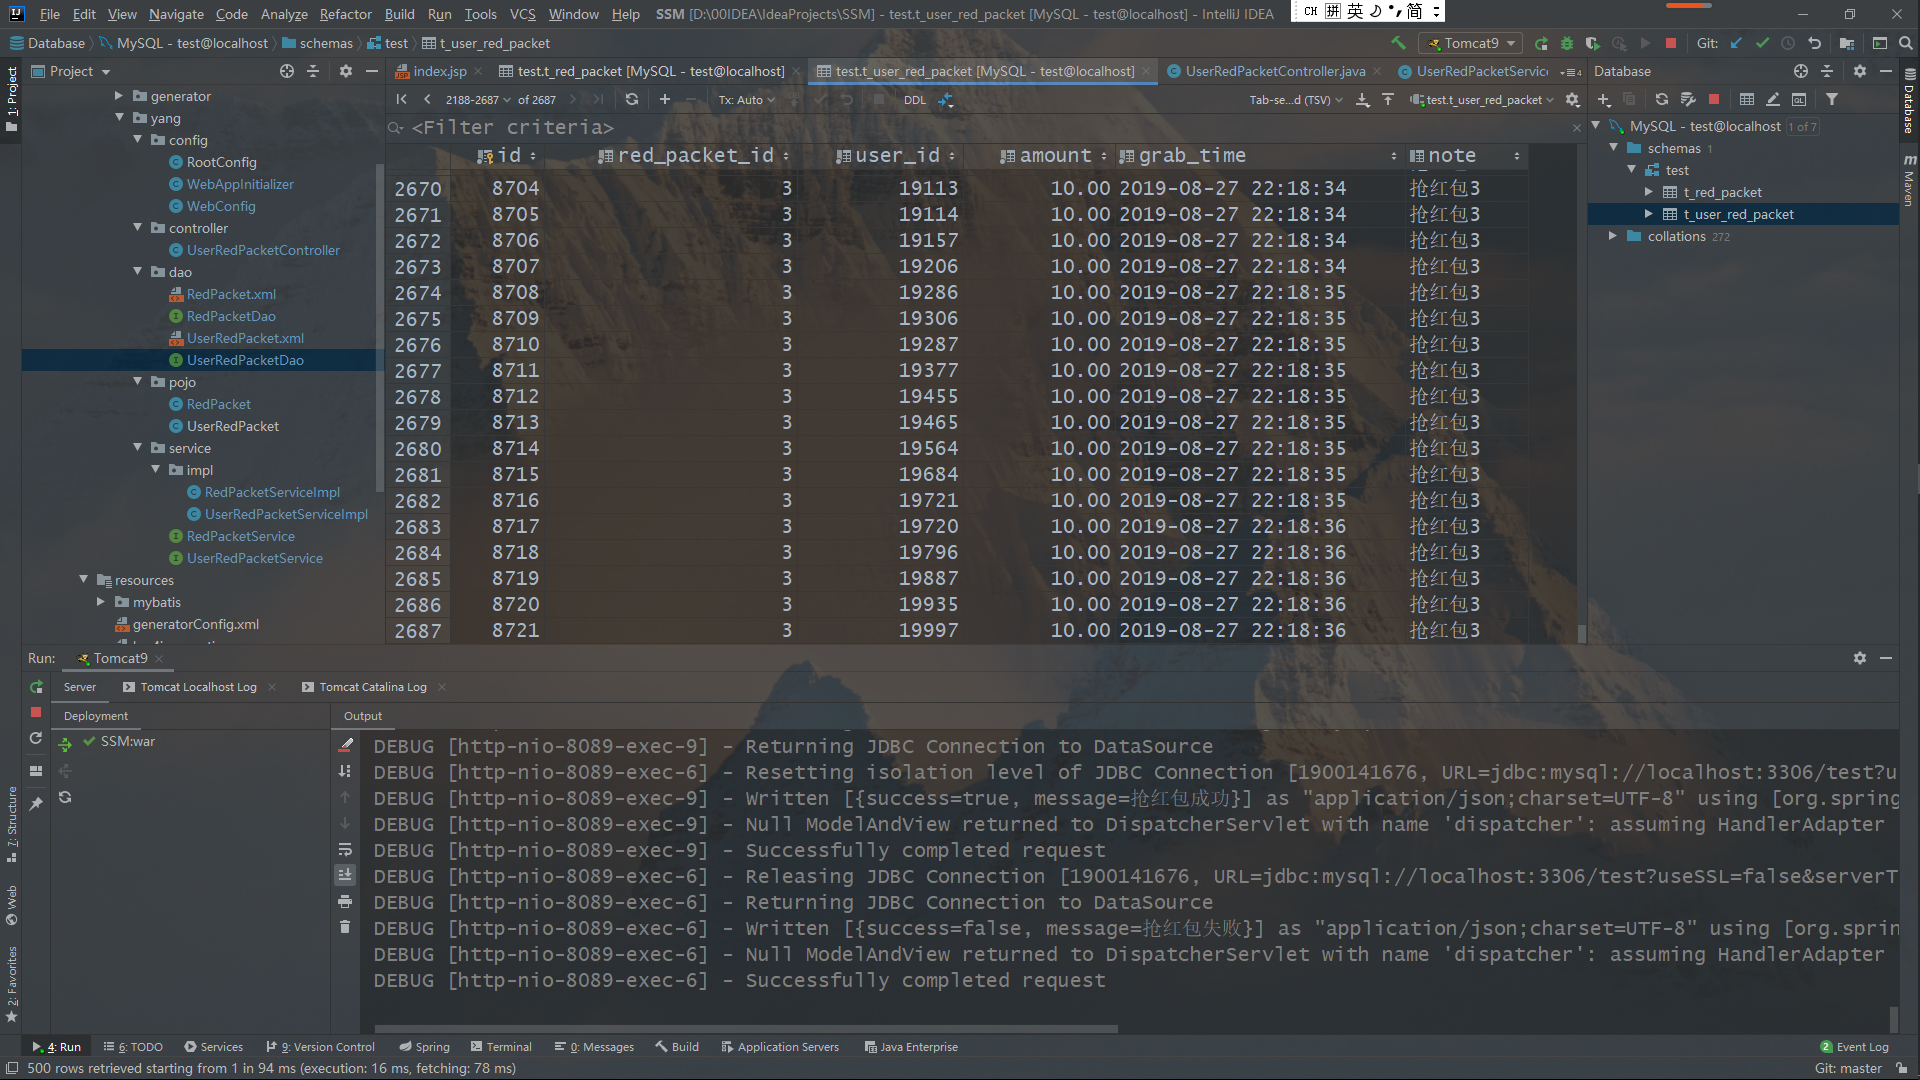 File Edit View Navigate Code Analyze Refactor Build Run Tools VCS Window Help SSM [D:\00IDEA\IdeaProjects\SSM] - test.t_user_red_packet [MySQL - test@localhost] - IntelliJ IDEA
CH 拼 英 简
Database MySQL - test@localhost schemas test t_user_red_packet
Tomcat9 Git:
Project
index.jsp test.t_red_packet [MySQL - test@localhost] test.t_user_red_packet [MySQL - test@localhost] UserRedPacketController.java UserRedPacketServic
Database
2188-2687 of 2687 Tx: Auto DDL Tab-se...d (TSV) test.t_user_red_packet
<Filter criteria>
id red_packet_id user_id amount grab_time note
2670 8704 3 19113 10.00 2019-08-27 22:18:34 抢红包3
2671 8705 3 19114 10.00 2019-08-27 22:18:34 抢红包3
2672 8706 3 19157 10.00 2019-08-27 22:18:34 抢红包3
2673 8707 3 19206 10.00 2019-08-27 22:18:34 抢红包3
2674 8708 3 19286 10.00 2019-08-27 22:18:35 抢红包3
2675 8709 3 19306 10.00 2019-08-27 22:18:35 抢红包3
2676 8710 3 19287 10.00 2019-08-27 22:18:35 抢红包3
2677 8711 3 19377 10.00 2019-08-27 22:18:35 抢红包3
2678 8712 3 19455 10.00 2019-08-27 22:18:35 抢红包3
2679 8713 3 19465 10.00 2019-08-27 22:18:35 抢红包3
2680 8714 3 19564 10.00 2019-08-27 22:18:35 抢红包3
2681 8715 3 19684 10.00 2019-08-27 22:18:35 抢红包3
2682 8716 3 19721 10.00 2019-08-27 22:18:35 抢红包3
2683 8717 3 19720 10.00 2019-08-27 22:18:36 抢红包3
2684 8718 3 19796 10.00 2019-08-27 22:18:36 抢红包3
2685 8719 3 19887 10.00 2019-08-27 22:18:36 抢红包3
2686 8720 3 19935 10.00 2019-08-27 22:18:36 抢红包3
2687 8721 3 19997 10.00 2019-08-27 22:18:36 抢红包3
generator
yang
config
RootConfig
WebAppInitializer
WebConfig
controller
UserRedPacketController
dao
RedPacket.xml
RedPacketDao
UserRedPacket.xml
UserRedPacketDao
pojo
RedPacket
UserRedPacket
service
impl
RedPacketServiceImpl
UserRedPacketServiceImpl
RedPacketService
UserRedPacketService
resources
mybatis
generatorConfig.xml
MySQL - test@localhost 1 of 7
schemas 1
test
t_red_packet
t_user_red_packet
collations 272
1: Project
7: Structure
Web
2: Favorites
Database
Maven
Run: Tomcat9
Server Tomcat Localhost Log Tomcat Catalina Log
Deployment Output
SSM:war
DEBUG [http-nio-8089-exec-9] - Returning JDBC Connection to DataSource
DEBUG [http-nio-8089-exec-6] - Resetting isolation level of JDBC Connection [1900141676, URL=jdbc:mysql://localhost:3306/test?u
DEBUG [http-nio-8089-exec-9] - Written [{success=true, message=抢红包成功}] as "application/json;charset=UTF-8" using [org.spring
DEBUG [http-nio-8089-exec-9] - Null ModelAndView returned to DispatcherServlet with name 'dispatcher': assuming HandlerAdapter
DEBUG [http-nio-8089-exec-9] - Successfully completed request
DEBUG [http-nio-8089-exec-6] - Releasing JDBC Connection [1900141676, URL=jdbc:mysql://localhost:3306/test?useSSL=false&serverT
DEBUG [http-nio-8089-exec-6] - Returning JDBC Connection to DataSource
DEBUG [http-nio-8089-exec-6] - Written [{success=false, message=抢红包失败}] as "application/json;charset=UTF-8" using [org.sprin
DEBUG [http-nio-8089-exec-6] - Null ModelAndView returned to DispatcherServlet with name 'dispatcher': assuming HandlerAdapter
DEBUG [http-nio-8089-exec-6] - Successfully completed request
4: Run 6: TODO Services 9: Version Control Spring Terminal 0: Messages Build Application Servers Java Enterprise 2 Event Log
500 rows retrieved starting from 1 in 94 ms (execution: 16 ms, fetching: 78 ms) Git: master